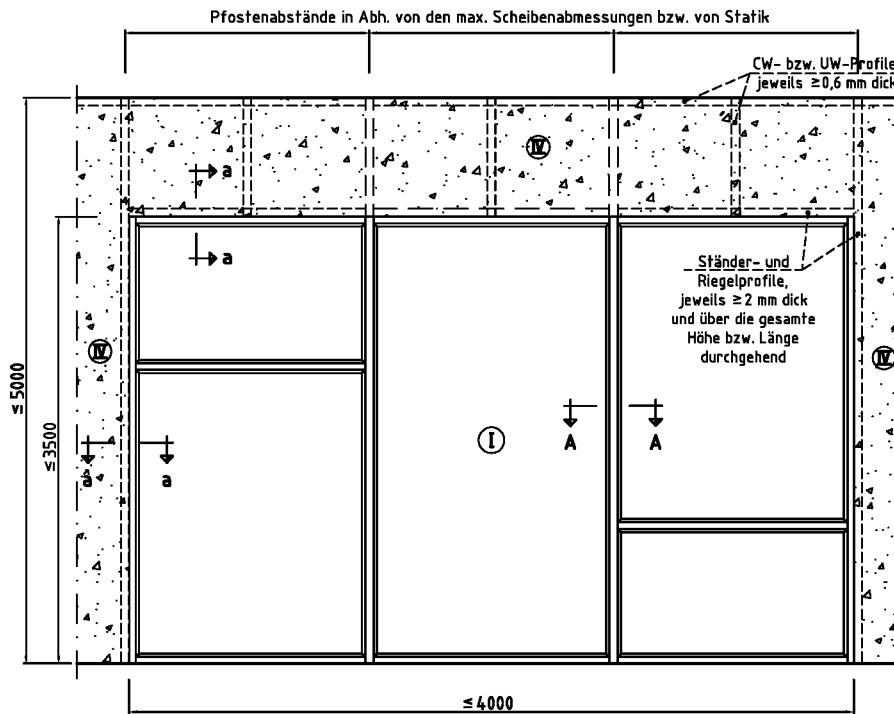 Pfostenabstände in Abh. von den max. Scheibenabmessungen bzw. von Statik
CW- bzw. UW-Profile
jeweils ≥0,6 mm dick
IV
a
a
Ständer- und
Riegelprofile,
jeweils ≥2 mm dick
und über die gesamte
Höhe bzw. Länge
durchgehend
IV
IV
≤5000
≤3500
I
a
a
A
A
≤4000